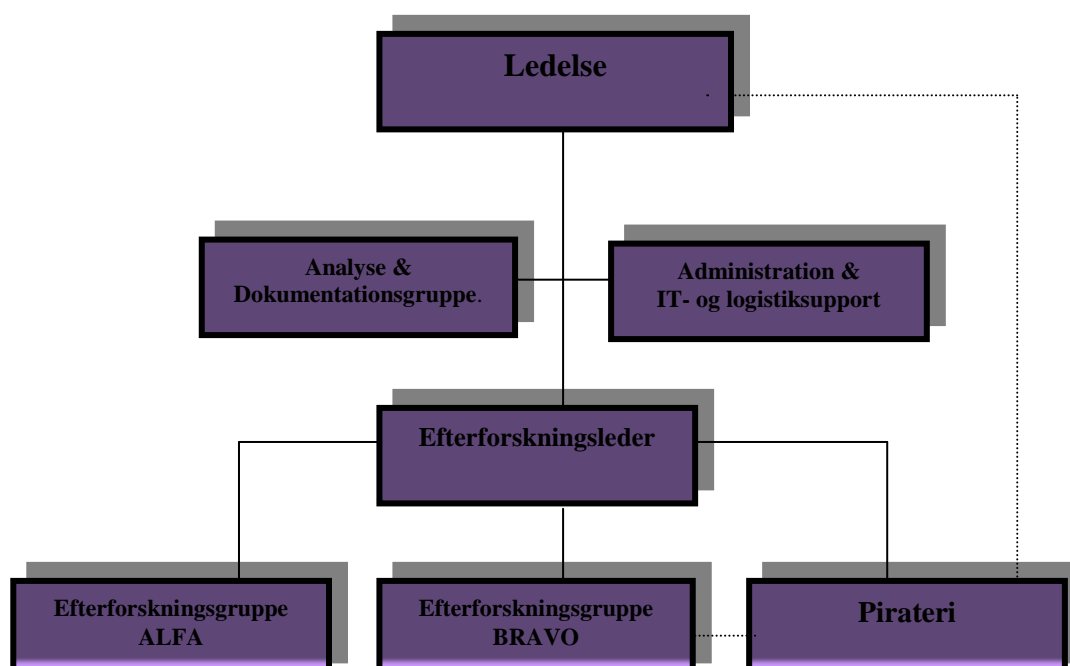 Ledelse
Analyse &
Dokumentationsgruppe.
Administration &
IT- og logistiksupport
Efterforskningsleder
Efterforskningsgruppe
ALFA
Efterforskningsgruppe
BRAVO
Pirateri